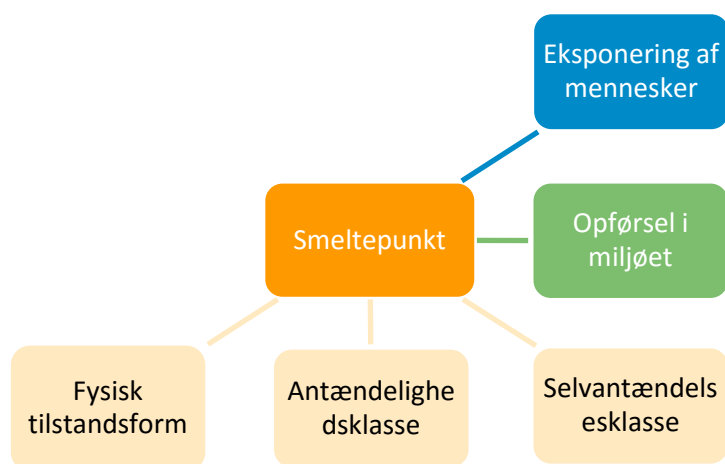 Eksponering af
mennesker
Smeltepunkt
Opførsel i
miljøet
Fysisk
tilstandsform
Antændelighe
dsklasse
Selvantændels
esklasse